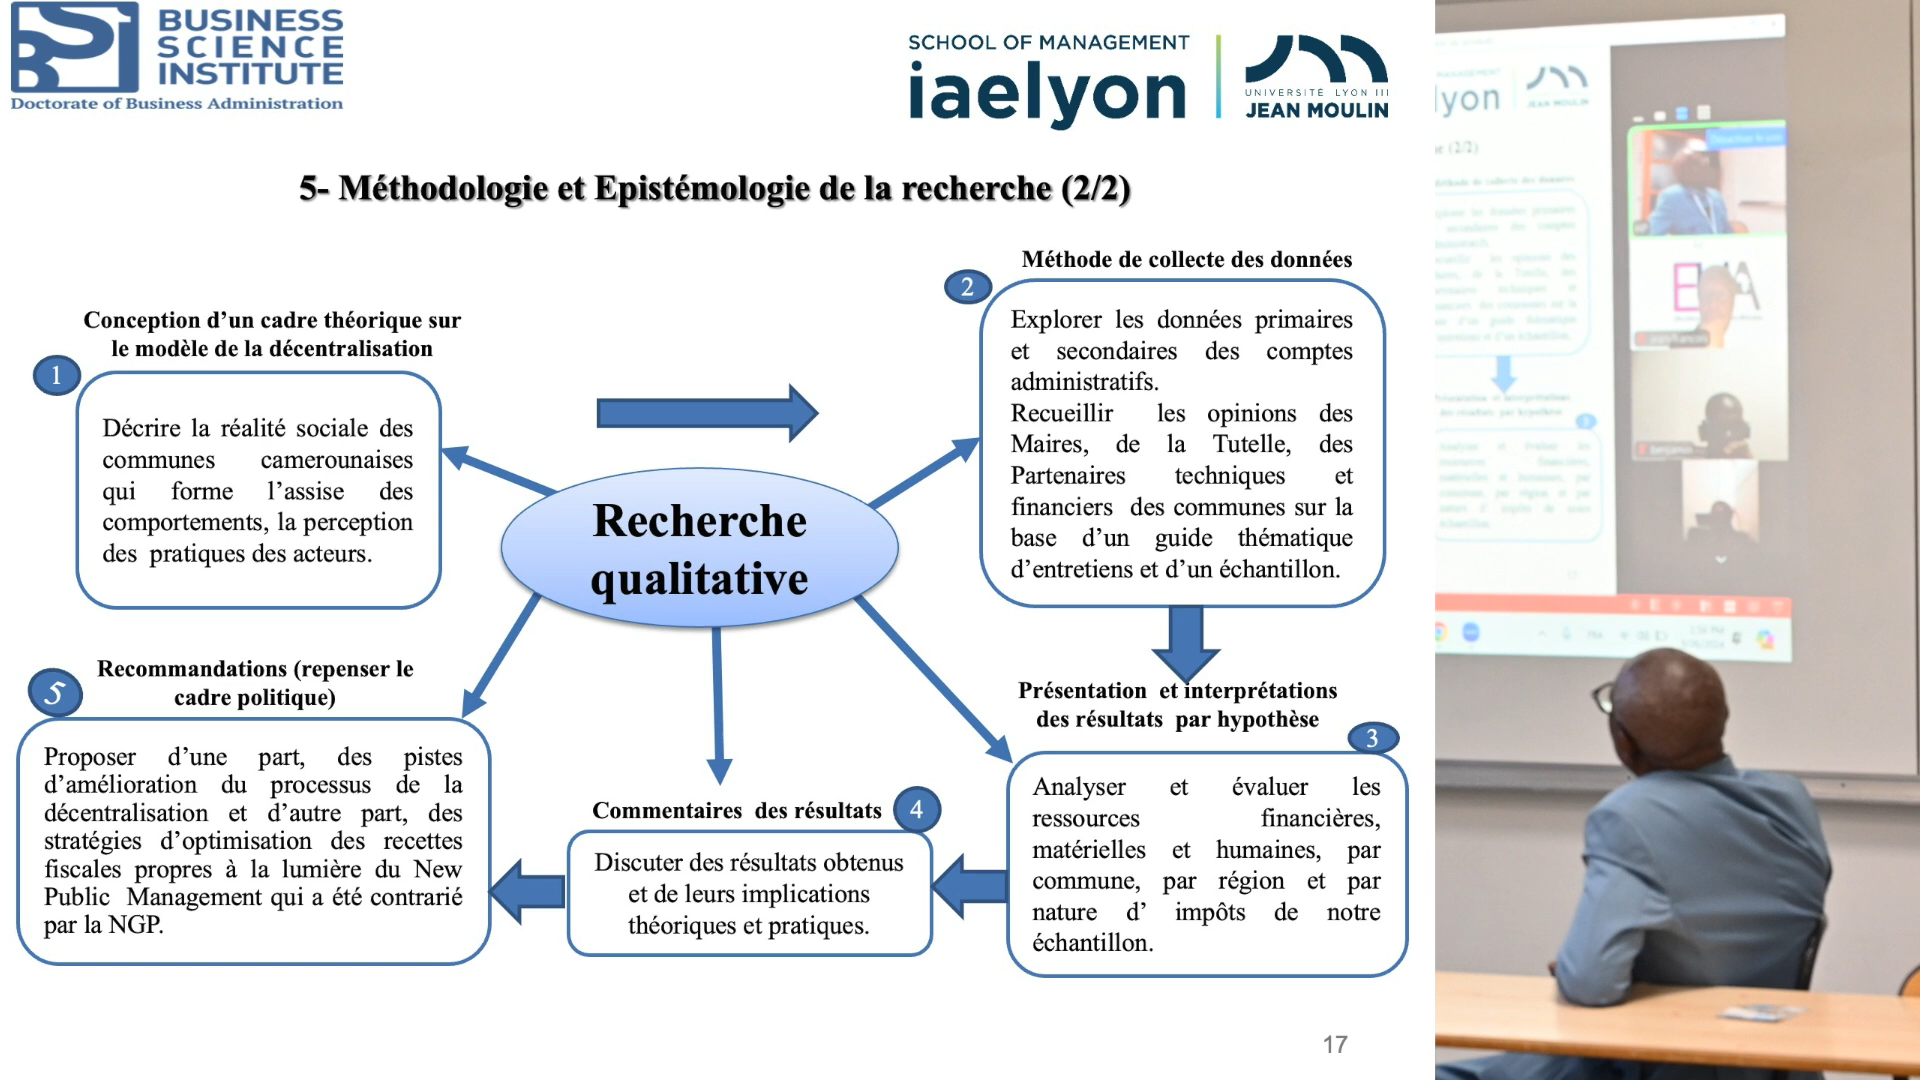 BUSINESS
SCIENCE
INSTITUTE
Doctorate of Business Administration
SCHOOL OF MANAGEMENT
iaelyon
UNIVERSITÉ LYON III
JEAN MOULIN
5- Méthodologie et Epistémologie de la recherche (2/2)
Conception d’un cadre théorique sur
le modèle de la décentralisation
1
Décrire la réalité sociale des
communes camerounaises
qui forme l’assise des
comportements, la perception
des pratiques des acteurs.
Recherche
qualitative
Méthode de collecte des données
2
Explorer les données primaires
et secondaires des comptes
administratifs.
Recueillir les opinions des
Maires, de la Tutelle, des
Partenaires techniques et
financiers des communes sur la
base d’un guide thématique
d’entretiens et d’un échantillon.
Présentation et interprétations
des résultats par hypothèse
3
Analyser et évaluer les
ressources financières,
matérielles et humaines, par
commune, par région et par
nature d’ impôts de notre
échantillon.
Commentaires des résultats
4
Discuter des résultats obtenus
et de leurs implications
théoriques et pratiques.
Recommandations (repenser le
cadre politique)
5
Proposer d’une part, des pistes
d’amélioration du processus de la
décentralisation et d’autre part, des
stratégies d’optimisation des recettes
fiscales propres à la lumière du New
Public Management qui a été contrarié
par la NGP.
17
lyon
JEAN MOULIN
(2/2)